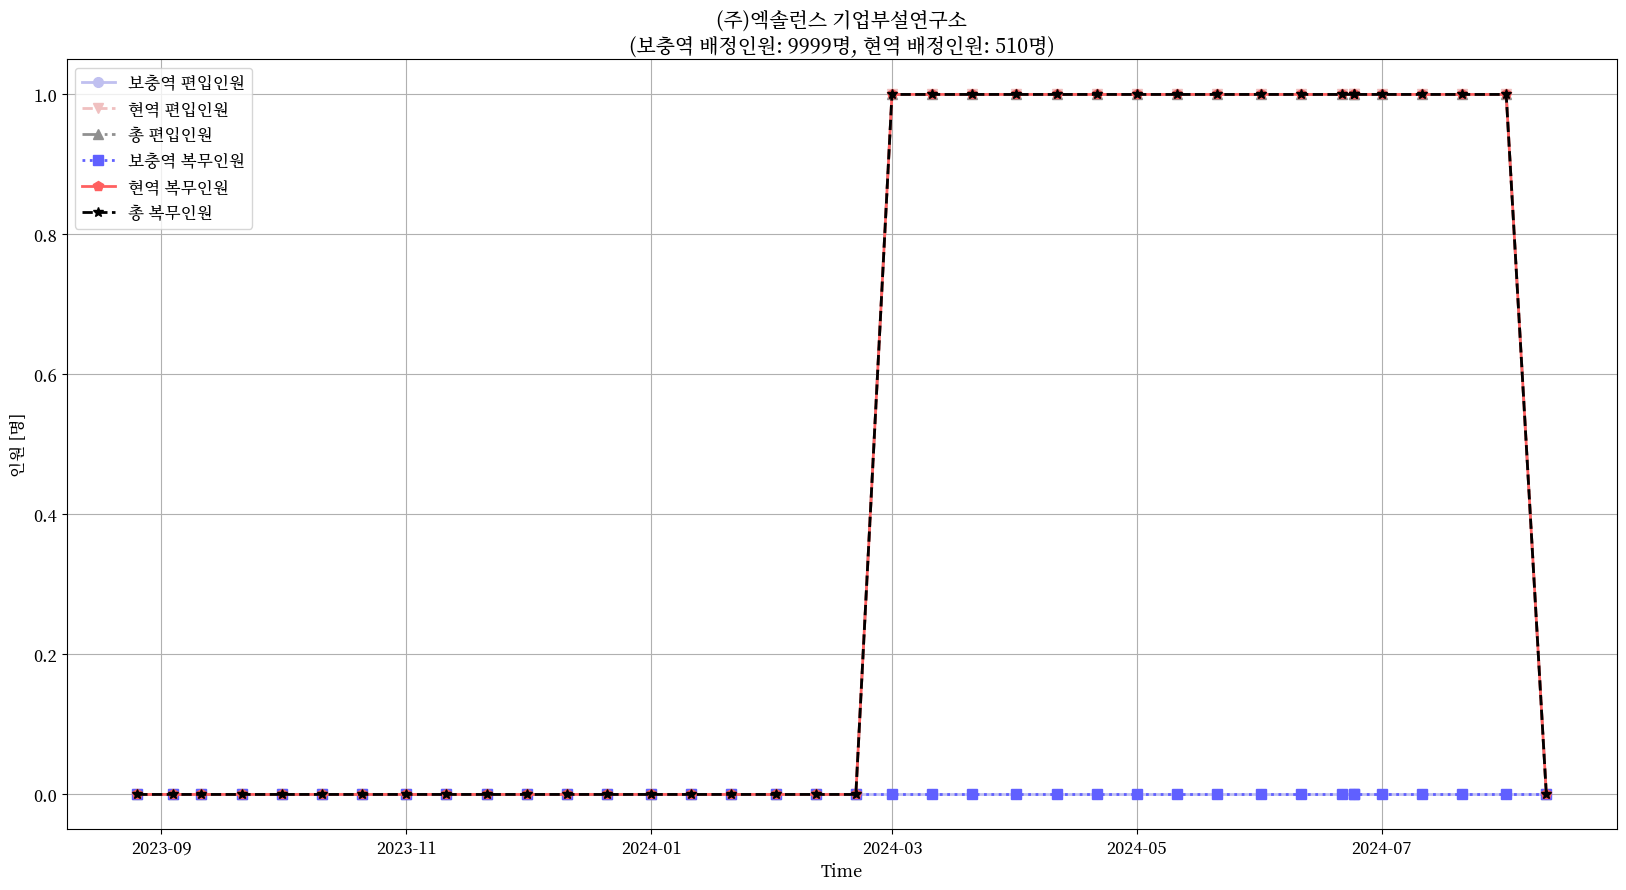 (주)엑솔런스 기업부설연구소
(보충역 배정인원: 9999명, 현역 배정인원: 510명)
보충역 편입인원
현역 편입인원
총 편입인원
보충역 복무인원
현역 복무인원
총 복무인원
1.0
0.8
0.6
0.4
0.2
0.0
인원 [명]
2023-09
2023-11
2024-01
2024-03
2024-05
2024-07
Time